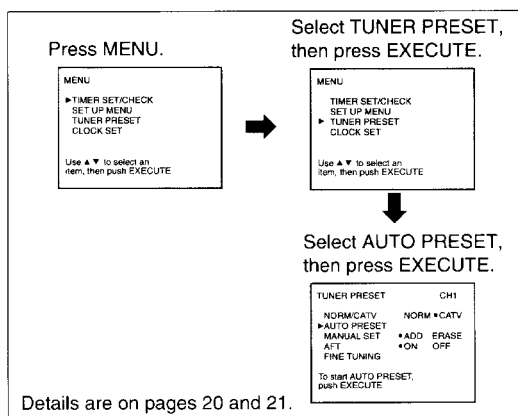 Press MENU.
MENU
▶TIMER SET/CHECK
SET UP MENU
TUNER PRESET
CLOCK SET
Use ▲ ▼ to select an
item, then push EXECUTE
Select TUNER PRESET,
then press EXECUTE.
MENU
TIMER SET/CHECK
SET UP MENU
▶ TUNER PRESET
CLOCK SET
Use ▲ ▼ to select an
item, then push EXECUTE
Select AUTO PRESET,
then press EXECUTE.
TUNER PRESET CH1
NORM/CATV NORM •CATV
▶AUTO PRESET
MANUAL SET •ADD ERASE
AFT •ON OFF
FINE TUNING
To start AUTO PRESET,
push EXECUTE
Details are on pages 20 and 21.